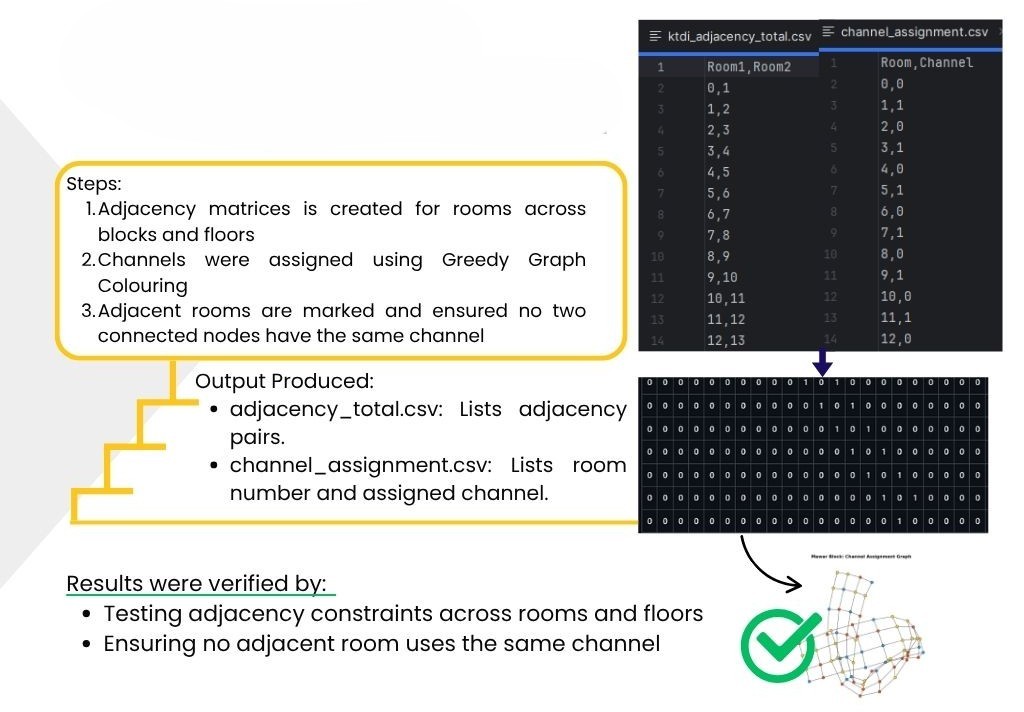 ktdi_adjacency_total.csv
channel_assignment.csv
1 Room1,Room2
2 0,1
3 1,2
4 2,3
5 3,4
6 4,5
7 5,6
8 6,7
9 7,8
10 8,9
11 9,10
12 10,11
13 11,12
14 12,13
1 Room,Channel
2 0,0
3 1,1
4 2,0
5 3,1
6 4,0
7 5,1
8 6,0
9 7,1
10 8,0
11 9,1
12 10,0
13 11,1
14 12,0
Steps:
1. Adjacency matrices is created for rooms across
blocks and floors
2. Channels were assigned using Greedy Graph
Colouring
3. Adjacent rooms are marked and ensured no two
connected nodes have the same channel
Output Produced:
• adjacency_total.csv: Lists adjacency
pairs.
• channel_assignment.csv: Lists room
number and assigned channel.
0 0 0 0 0 0 0 0 0 0 1 0 1 0 0 0 0 0 0 0 0 0
0 0 0 0 0 0 0 0 0 0 0 1 0 1 0 0 0 0 0 0 0 0
0 0 0 0 0 0 0 0 0 0 0 0 1 0 1 0 0 0 0 0 0 0
0 0 0 0 0 0 0 0 0 0 0 0 0 1 0 1 0 0 0 0 0 0
0 0 0 0 0 0 0 0 0 0 0 0 0 0 1 0 1 0 0 0 0 0
0 0 0 0 0 0 0 0 0 0 0 0 0 0 0 1 0 1 0 0 0 0
0 0 0 0 0 0 0 0 0 0 0 0 0 0 0 0 1 0 0 0 0 0
Mawar Block: Channel Assignment Graph
Results were verified by:
• Testing adjacency constraints across rooms and floors
• Ensuring no adjacent room uses the same channel